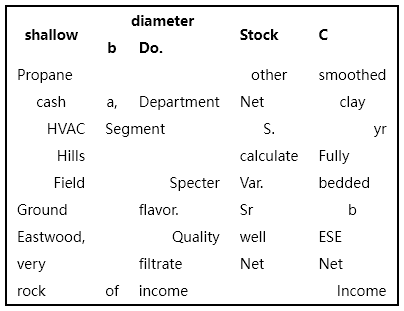 diameter
shallow Stock C
b Do.
Propane other smoothed
cash a, Department Net clay
HVAC Segment S. yr
Hills calculate Fully
Field Specter Var. bedded
Ground flavor. Sr b
Eastwood, Quality well ESE
very filtrate Net Net
rock of income Income